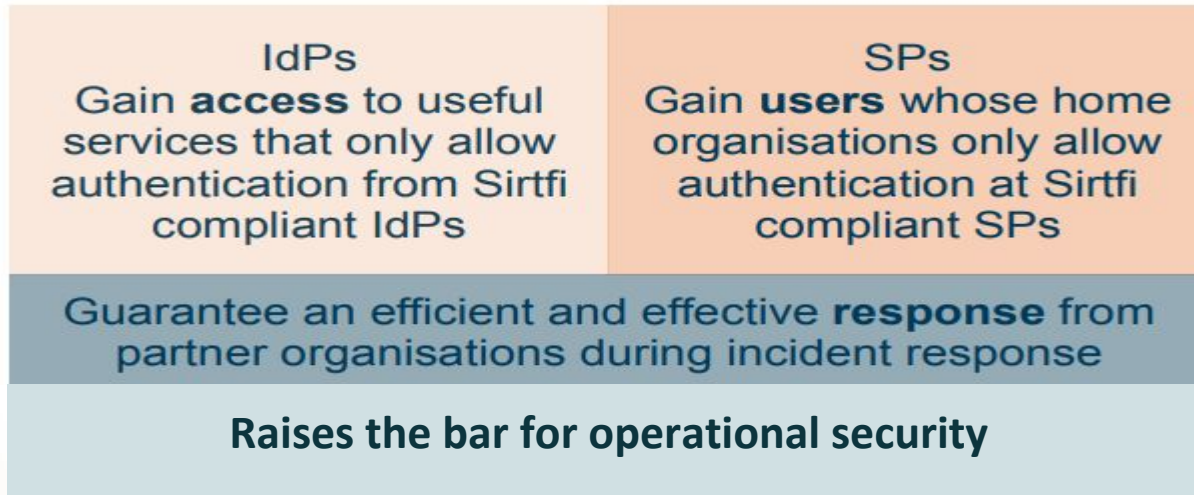 IdPs
Gain access to useful
services that only allow
authentication from Sirtfi
compliant IdPs
SPs
Gain users whose home
organisations only allow
authentication at Sirtfi
compliant SPs
Guarantee an efficient and effective response from
partner organisations during incident response
Raises the bar for operational security